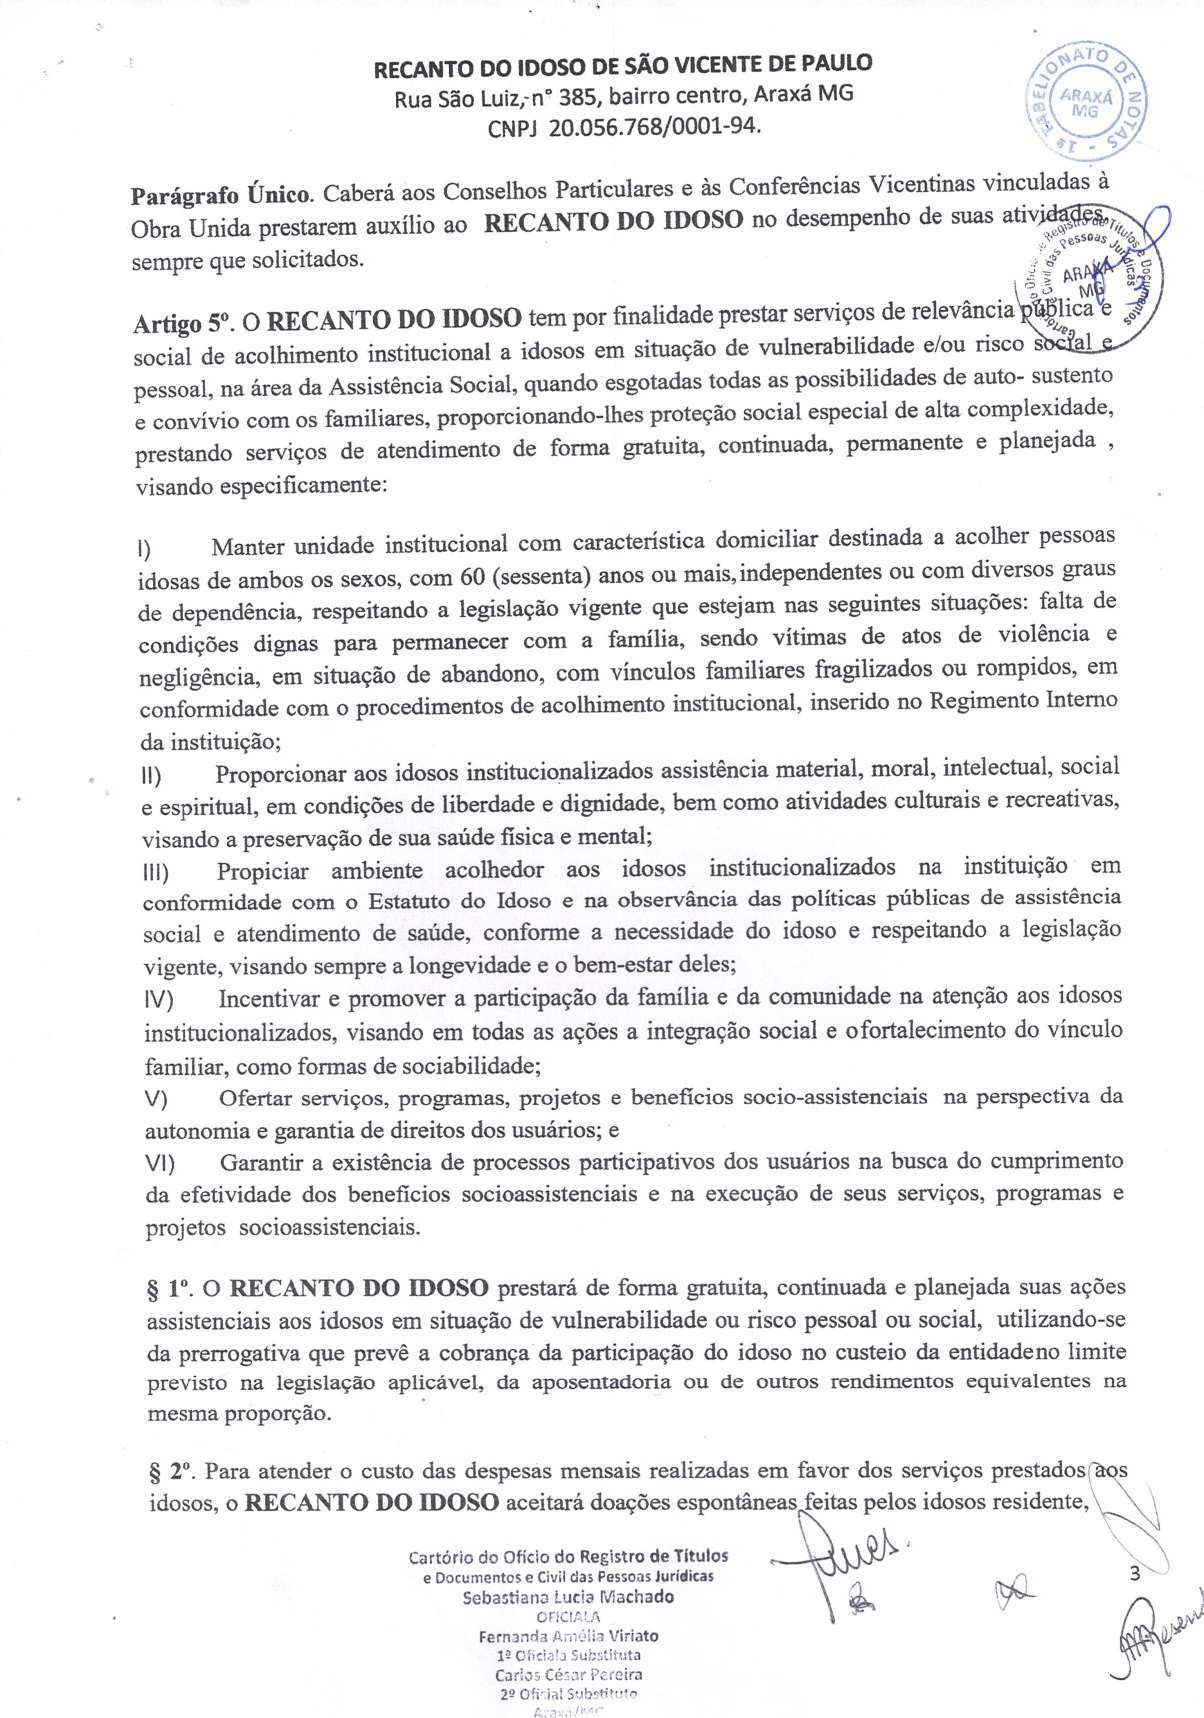 RECANTO DO IDOSO DE SÃO VICENTE DE PAULO
Rua São Luiz, n° 385, bairro centro, Araxá MG
CNPJ 20.056.768/0001-94.
1º TABELIONATO DE NOTAS -
ARAXÁ
MG
Parágrafo Único. Caberá aos Conselhos Particulares e às Conferências Vicentinas vinculadas à
Obra Unida prestarem auxílio ao RECANTO DO IDOSO no desempenho de suas atividades,
sempre que solicitados.
Cartório do Ofício de Registro de Títulos e Documentos
e Civil das Pessoas Jurídicas
ARAXÁ
MG
Artigo 5º. O RECANTO DO IDOSO tem por finalidade prestar serviços de relevância pública e
social de acolhimento institucional a idosos em situação de vulnerabilidade e/ou risco social e
pessoal, na área da Assistência Social, quando esgotadas todas as possibilidades de auto- sustento
e convívio com os familiares, proporcionando-lhes proteção social especial de alta complexidade,
prestando serviços de atendimento de forma gratuita, continuada, permanente e planejada ,
visando especificamente:
I) Manter unidade institucional com característica domiciliar destinada a acolher pessoas
idosas de ambos os sexos, com 60 (sessenta) anos ou mais,independentes ou com diversos graus
de dependência, respeitando a legislação vigente que estejam nas seguintes situações: falta de
condições dignas para permanecer com a família, sendo vítimas de atos de violência e
negligência, em situação de abandono, com vínculos familiares fragilizados ou rompidos, em
conformidade com o procedimentos de acolhimento institucional, inserido no Regimento Interno
da instituição;
II) Proporcionar aos idosos institucionalizados assistência material, moral, intelectual, social
e espiritual, em condições de liberdade e dignidade, bem como atividades culturais e recreativas,
visando a preservação de sua saúde física e mental;
III) Propiciar ambiente acolhedor aos idosos institucionalizados na instituição em
conformidade com o Estatuto do Idoso e na observância das políticas públicas de assistência
social e atendimento de saúde, conforme a necessidade do idoso e respeitando a legislação
vigente, visando sempre a longevidade e o bem-estar deles;
IV) Incentivar e promover a participação da família e da comunidade na atenção aos idosos
institucionalizados, visando em todas as ações a integração social e ofortalecimento do vínculo
familiar, como formas de sociabilidade;
V) Ofertar serviços, programas, projetos e benefícios socio-assistenciais na perspectiva da
autonomia e garantia de direitos dos usuários; e
VI) Garantir a existência de processos participativos dos usuários na busca do cumprimento
da efetividade dos benefícios socioassistenciais e na execução de seus serviços, programas e
projetos socioassistenciais.
§ 1º. O RECANTO DO IDOSO prestará de forma gratuita, continuada e planejada suas ações
assistenciais aos idosos em situação de vulnerabilidade ou risco pessoal ou social, utilizando-se
da prerrogativa que prevê a cobrança da participação do idoso no custeio da entidadeno limite
previsto na legislação aplicável, da aposentadoria ou de outros rendimentos equivalentes na
mesma proporção.
§ 2º. Para atender o custo das despesas mensais realizadas em favor dos serviços prestados aos
idosos, o RECANTO DO IDOSO aceitará doações espontâneas feitas pelos idosos residente,
Cartório do Ofício do Registro de Títulos
e Documentos e Civil das Pessoas Jurídicas
Sebastiana Lucia Machado
OFICIALA
Fernanda Amélia Viriato
1ª Oficiala Substituta
Carlos César Pereira
2º Oficial Substituto
Araxá/MG
3